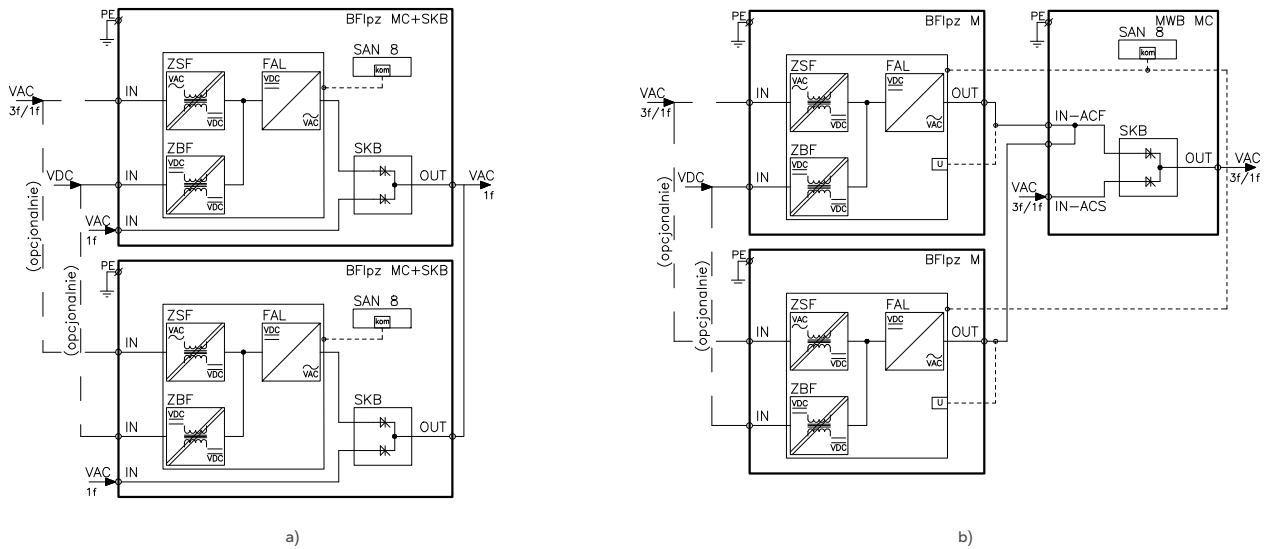 PE
BFIpz MC+SKB
ZSF
VAC
VDC
FAL
VDC
VAC
SAN 8
kom
VAC
3f/1f
IN
ZBF
VDC
VDC
SKB
VDC
IN
OUT
VAC
1f
VAC
1f
IN
(opcjonalnie)
(opcjonalnie)
PE
BFIpz MC+SKB
ZSF
VAC
VDC
FAL
VDC
VAC
SAN 8
kom
IN
ZBF
VDC
VDC
SKB
IN
OUT
VAC
1f
IN
a)
PE
BFIpz M
ZSF
VAC
VDC
FAL
VDC
VAC
VAC
3f/1f
IN
OUT
ZBF
VDC
VDC
U
VDC
IN
(opcjonalnie)
(opcjonalnie)
PE
MWB MC
SAN 8
kom
IN-ACF
SKB
OUT
VAC
3f/1f
VAC
3f/1f
IN-ACS
PE
BFIpz M
ZSF
VAC
VDC
FAL
VDC
VAC
IN
OUT
ZBF
VDC
VDC
U
IN
b)